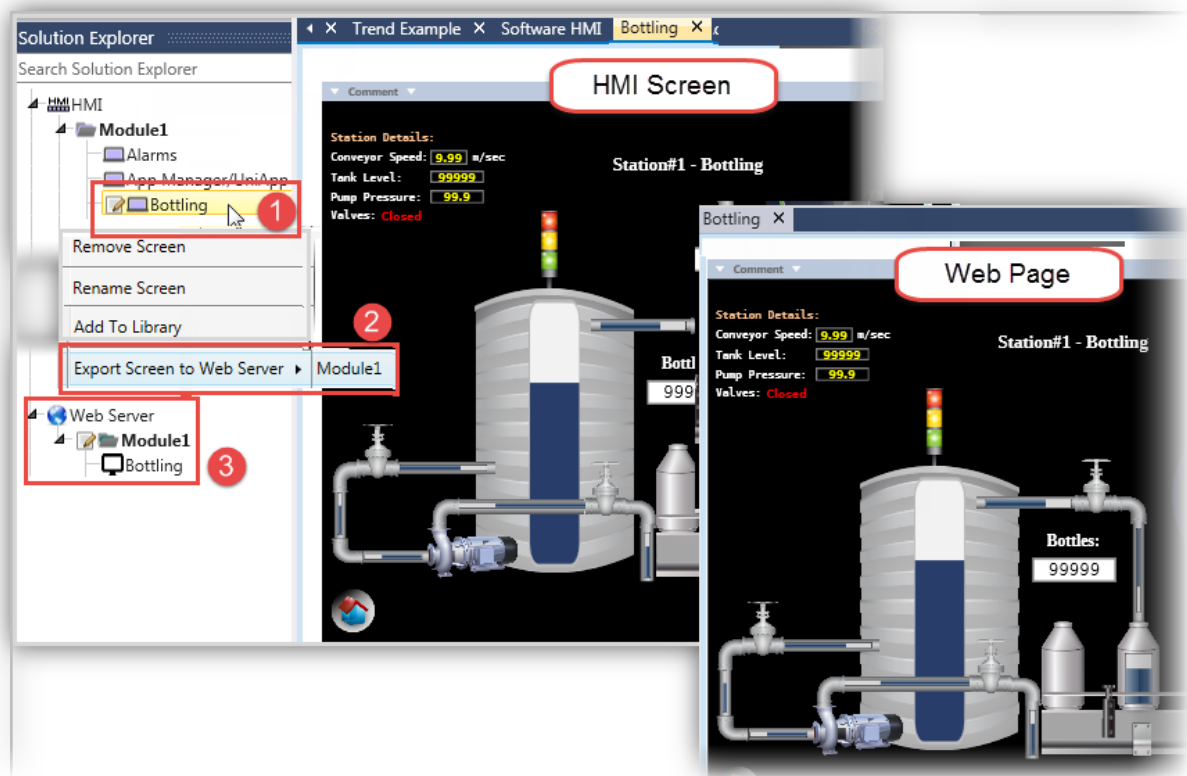 Solution Explorer
Search Solution Explorer
HMI HMI
Module1
Alarms
App Manager/UniApp
Bottling
1
Remove Screen
Rename Screen
Add To Library
2
Export Screen to Web Server
Module1
Web Server
Module1
Bottling
3
Trend Example
Software HMI
Bottling
HMI Screen
Comment
Station Details:
Conveyor Speed: 9.99 m/sec
Tank Level: 99999
Pump Pressure: 99.9
Valves: Closed
Station#1 - Bottling
Bottl
999
Bottling
Web Page
Comment
Station Details:
Conveyor Speed: 9.99 m/sec
Tank Level: 99999
Pump Pressure: 99.9
Valves: Closed
Station#1 - Bottling
Bottles:
99999